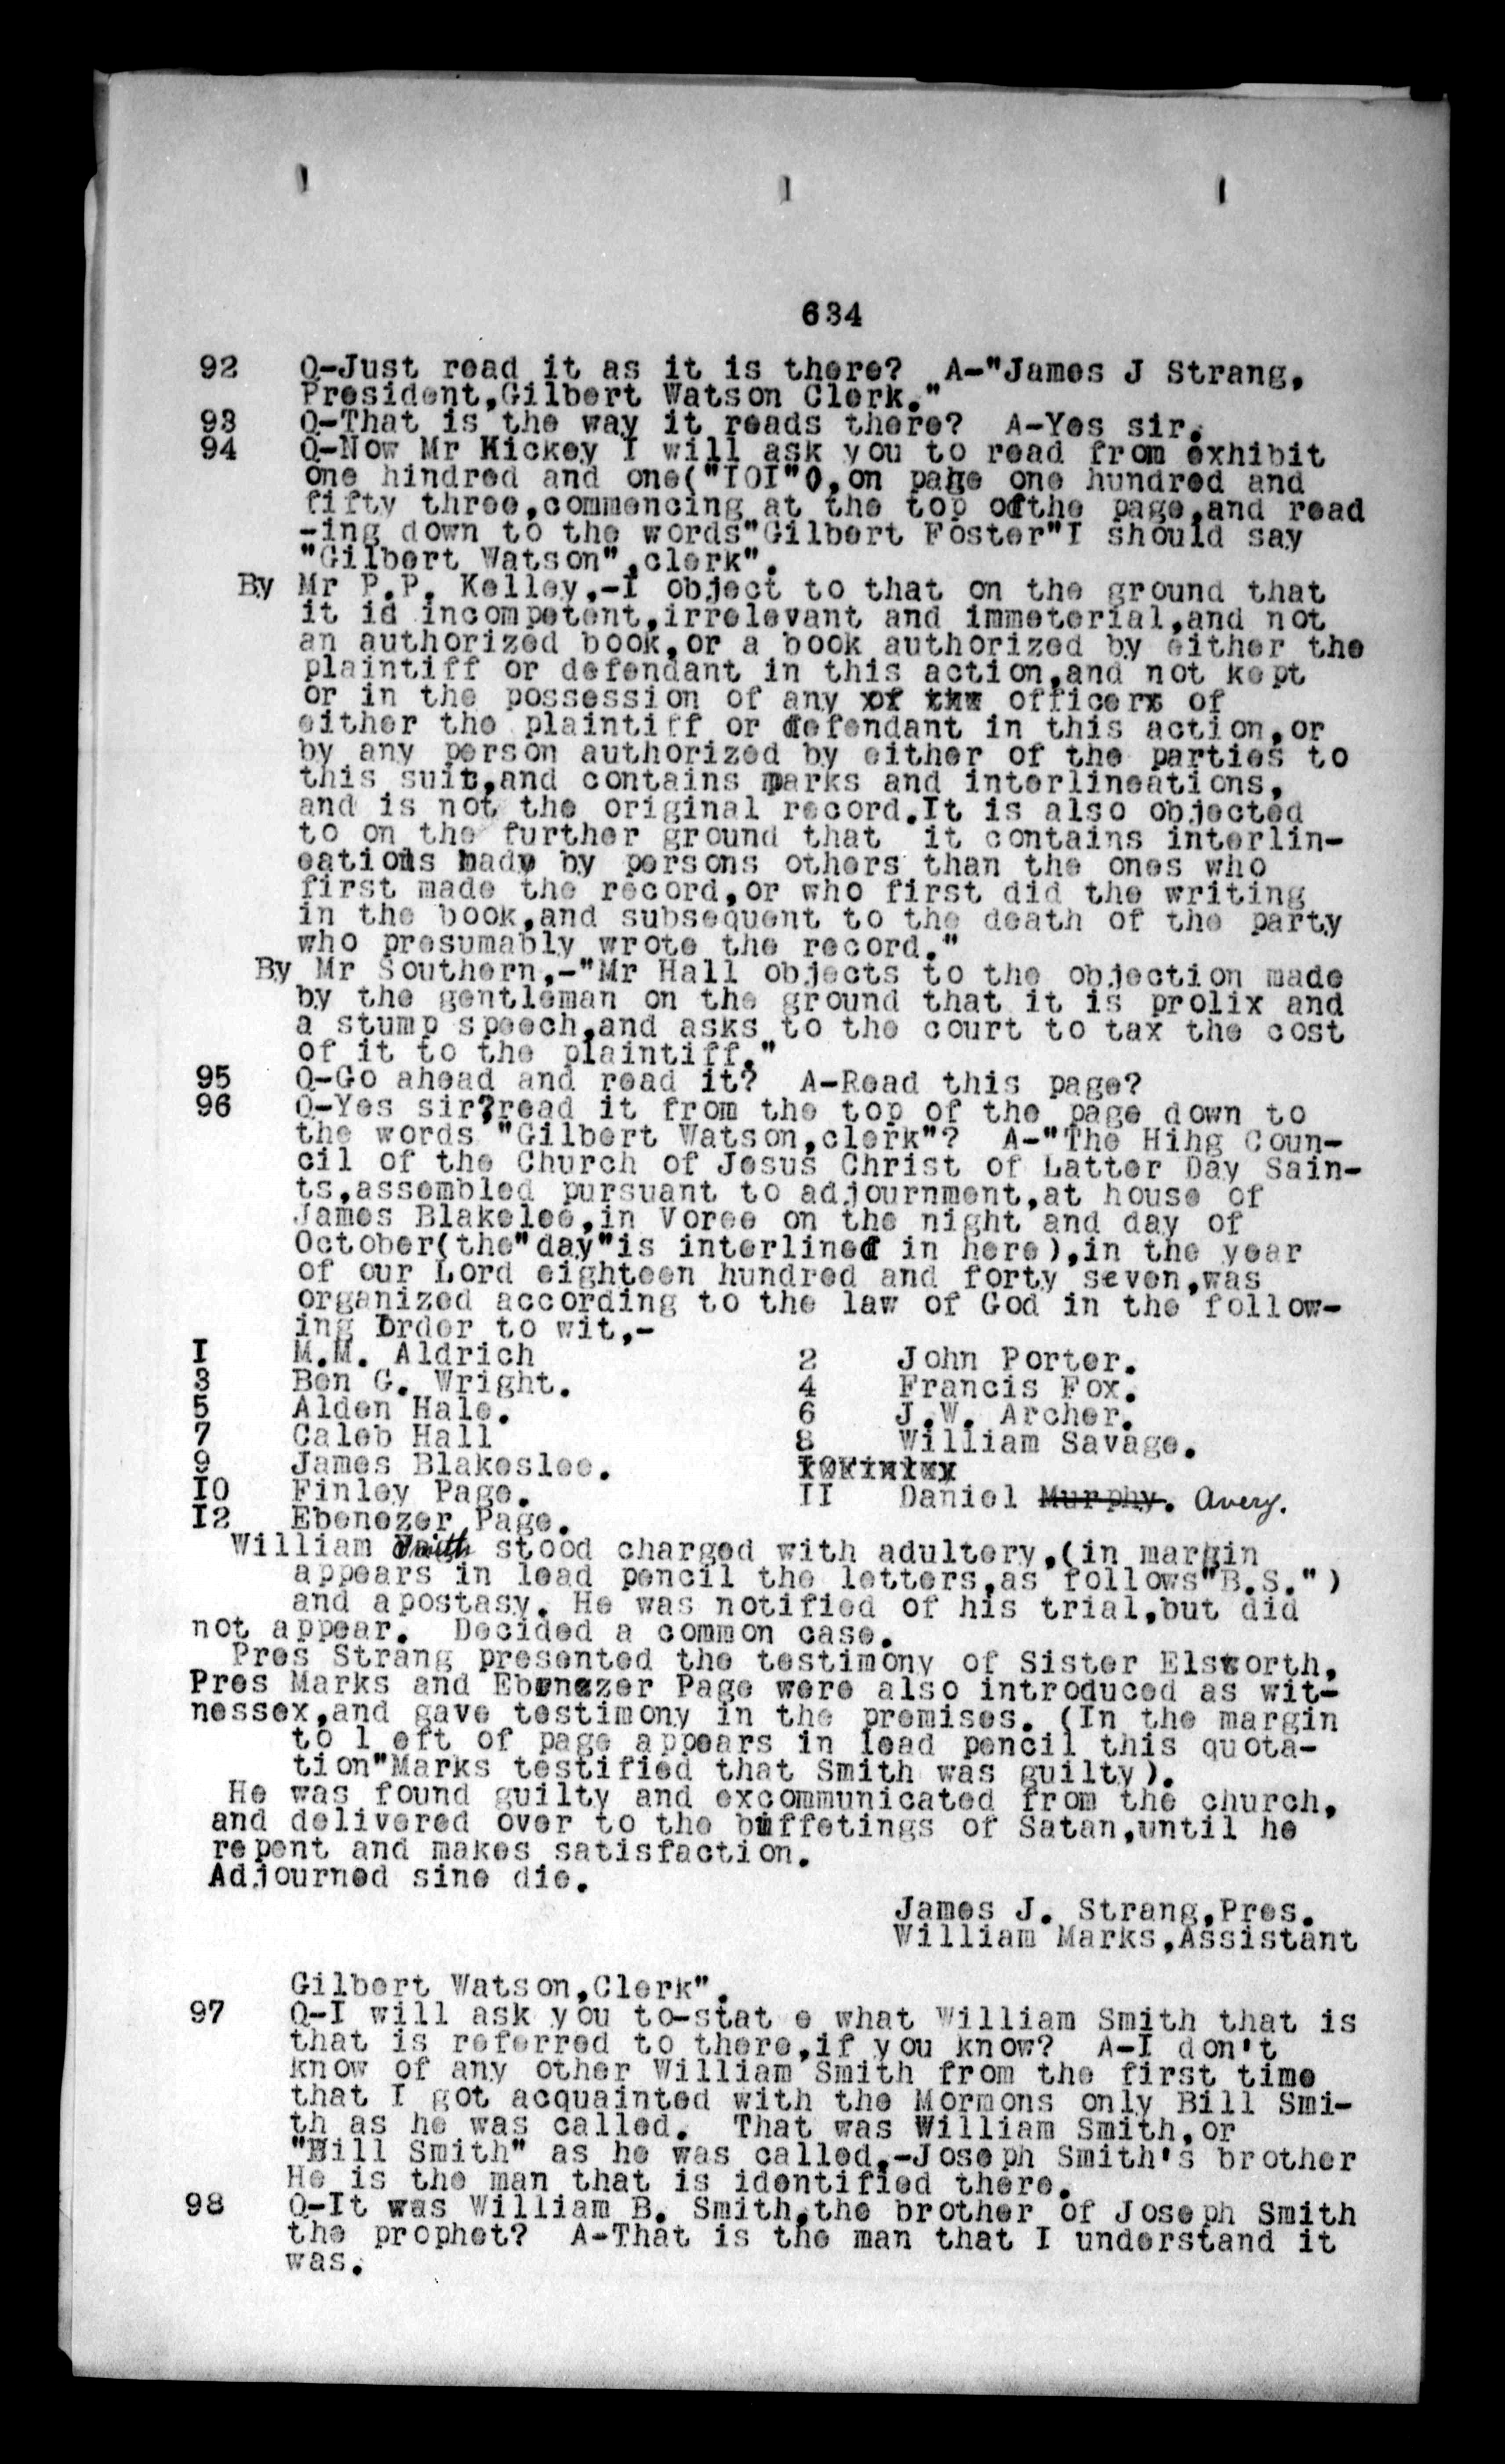 634
92 Q-Just read it as it is there? A-"James J Strang,
President,Gilbert Watson Clerk."
93 Q-That is the way it reads there? A-Yes sir.
94 Q-Now Mr Hickey I will ask you to read from exhibit
one hindred and one("IOI"0,on page one hundred and
fifty three,commencing at the top of the page,and read
-ing down to the words"Gilbert Foster"I should say
"Gilbert Watson",clerk".
By Mr P.P. Kelley,-I object to that on the ground that
it is incompetent,irrelevant and immeterial,and not
an authorized book,or a book authorized by either the
plaintiff or defendant in this action,and not kept
or in the possession of any of the officers of
either the plaintiff or defendant in this action,or
by any person authorized by either of the parties to
this suit,and contains marks and interlineations,
and is not the original record.It is also objected
to on the further ground that it contains interlin-
eations made by persons others than the ones who
first made the record,or who first did the writing
in the book,and subsequent to the death of the party
who presumably wrote the record."
By Mr Southern,-"Mr Hall objects to the objection made
by the gentleman on the ground that it is prolix and
a stump speech,and asks to the court to tax the cost
of it to the plaintiff."
95 Q-Go ahead and read it? A-Read this page?
96 Q-Yes sir?read it from the top of the page down to
the words "Gilbert Watson,clerk"? A-"The Hihg Coun-
cil of the Church of Jesus Christ of Latter Day Sain-
ts,assembled pursuant to adjournment,at house of
James Blakelee,in Voree on the night and day of
October(the"day"is interlined in here),in the year
of our Lord eighteen hundred and forty seven,was
organized according to the law of God in the follow-
ing order to wit,-
I M.M. Aldrich 2 John Porter.
3 Ben G. Wright. 4 Francis Fox.
5 Alden Hale. 6 J.W. Archer.
7 Caleb Hall 8 William Savage.
9 James Blakeslee. IOFinley
IO Finley Page. II Daniel Murphy. Avery.
I2 Ebenezer Page.
William Smith stood charged with adultery,(in margin
appears in lead pencil the letters,as follows"B.S.")
and apostasy. He was notified of his trial,but did
not appear. Decided a common case.
Pres Strang presented the testimony of Sister Elsworth,
Pres Marks and Ebenezer Page were also introduced as wit-
nessex,and gave testimony in the premises. (In the margin
to l eft of page appears in lead pencil this quota-
tion"Marks testified that Smith was guilty).
He was found guilty and excommunicated from the church,
and delivered over to the buffetings of Satan,until he
repent and makes satisfaction.
Adjourned sine die.
James J. Strang,Pres.
William Marks,Assistant
Gilbert Watson,Clerk".
97 Q-I will ask you to-stat e what William Smith that is
that is referred to there,if you know? A-I don't
know of any other William Smith from the first time
that I got acquainted with the Mormons only Bill Smi-
th as he was called. That was William Smith,or
"Bill Smith" as he was called.-Joseph Smith's brother
He is the man that is identified there.
98 Q-It was William B. Smith,the brother of Joseph Smith
the prophet? A-That is the man that I understand it
was.